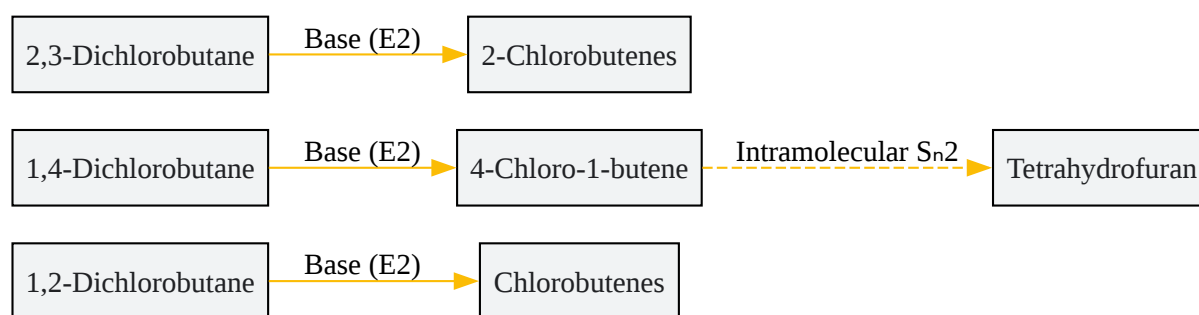 2,3-Dichlorobutane Base (E2) 2-Chlorobutenes
1,4-Dichlorobutane Base (E2) 4-Chloro-1-butene Intramolecular Sₙ2 Tetrahydrofuran
1,2-Dichlorobutane Base (E2) Chlorobutenes